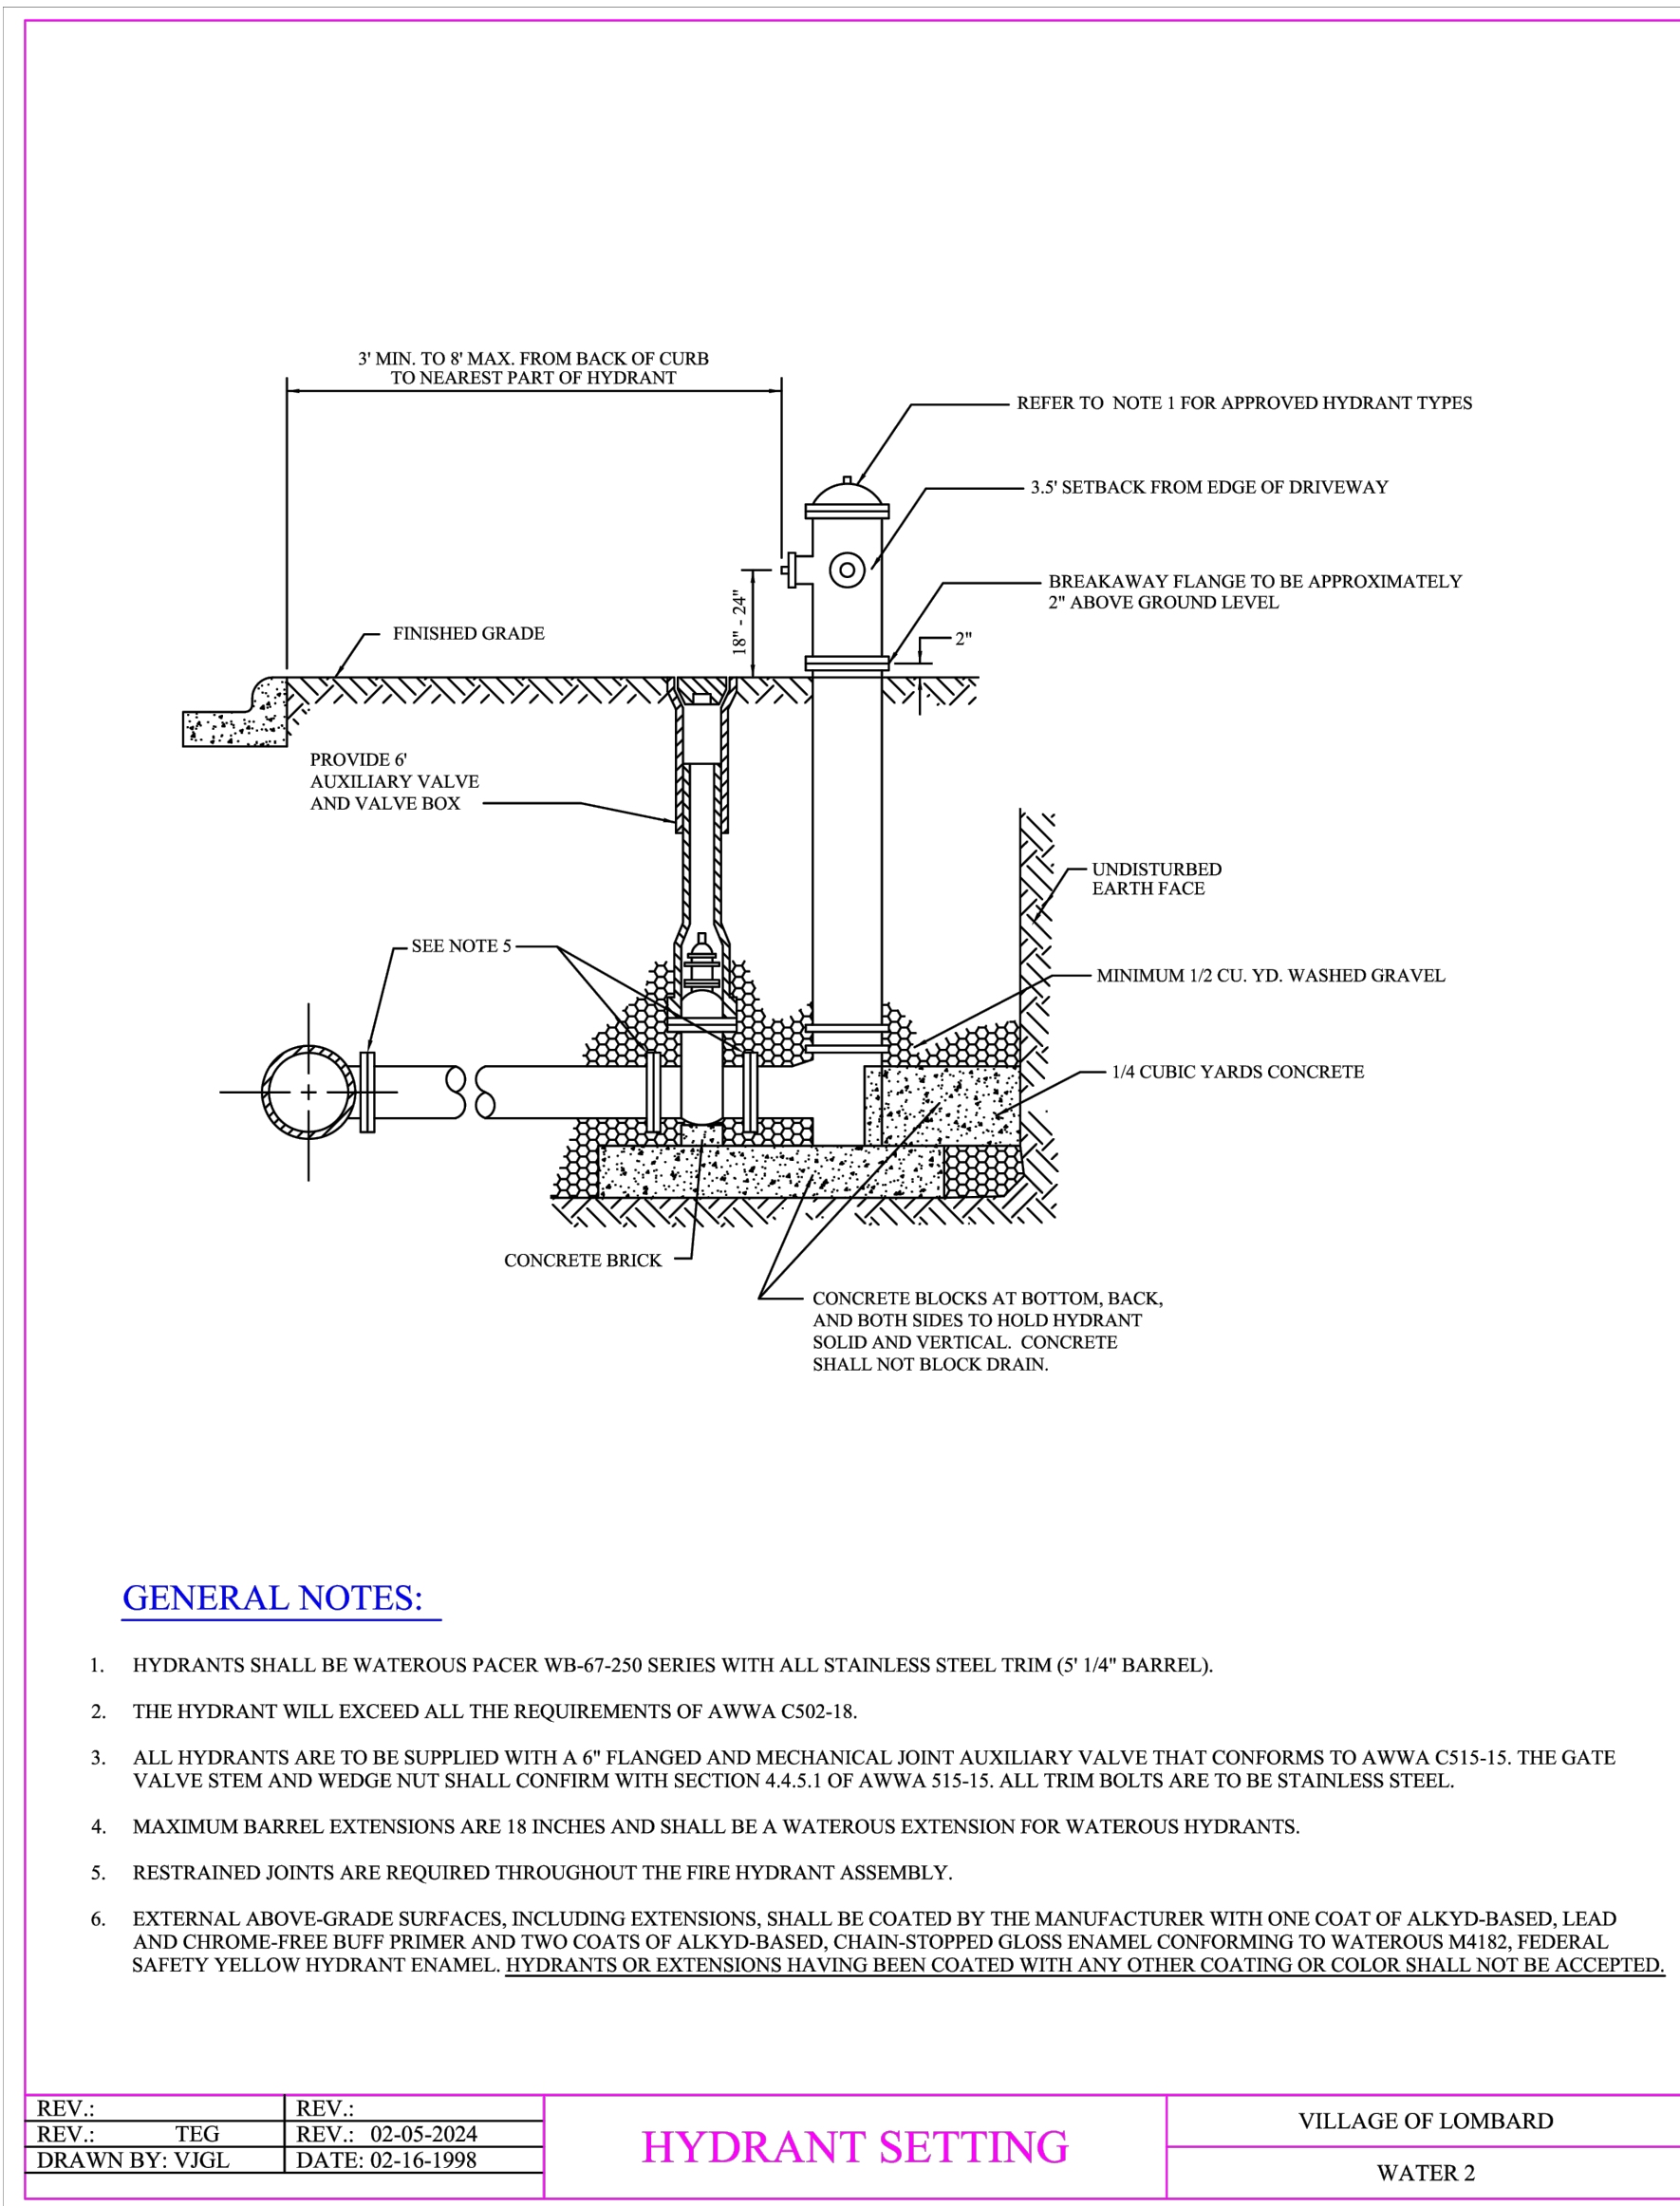 3' MIN. TO 8' MAX. FROM BACK OF CURB
TO NEAREST PART OF HYDRANT
REFER TO NOTE 1 FOR APPROVED HYDRANT TYPES
3.5' SETBACK FROM EDGE OF DRIVEWAY
BREAKAWAY FLANGE TO BE APPROXIMATELY
2" ABOVE GROUND LEVEL
18" - 24"
FINISHED GRADE
2"
PROVIDE 6'
AUXILIARY VALVE
AND VALVE BOX
UNDISTURBED
EARTH FACE
SEE NOTE 5
MINIMUM 1/2 CU. YD. WASHED GRAVEL
1/4 CUBIC YARDS CONCRETE
CONCRETE BRICK
CONCRETE BLOCKS AT BOTTOM, BACK,
AND BOTH SIDES TO HOLD HYDRANT
SOLID AND VERTICAL. CONCRETE
SHALL NOT BLOCK DRAIN.
GENERAL NOTES:
1. HYDRANTS SHALL BE WATEROUS PACER WB-67-250 SERIES WITH ALL STAINLESS STEEL TRIM (5' 1/4" BARREL).
2. THE HYDRANT WILL EXCEED ALL THE REQUIREMENTS OF AWWA C502-18.
3. ALL HYDRANTS ARE TO BE SUPPLIED WITH A 6" FLANGED AND MECHANICAL JOINT AUXILIARY VALVE THAT CONFORMS TO AWWA C515-15. THE GATE
VALVE STEM AND WEDGE NUT SHALL CONFIRM WITH SECTION 4.4.5.1 OF AWWA 515-15. ALL TRIM BOLTS ARE TO BE STAINLESS STEEL.
4. MAXIMUM BARREL EXTENSIONS ARE 18 INCHES AND SHALL BE A WATEROUS EXTENSION FOR WATEROUS HYDRANTS.
5. RESTRAINED JOINTS ARE REQUIRED THROUGHOUT THE FIRE HYDRANT ASSEMBLY.
6. EXTERNAL ABOVE-GRADE SURFACES, INCLUDING EXTENSIONS, SHALL BE COATED BY THE MANUFACTURER WITH ONE COAT OF ALKYD-BASED, LEAD
AND CHROME-FREE BUFF PRIMER AND TWO COATS OF ALKYD-BASED, CHAIN-STOPPED GLOSS ENAMEL CONFORMING TO WATEROUS M4182, FEDERAL
SAFETY YELLOW HYDRANT ENAMEL. HYDRANTS OR EXTENSIONS HAVING BEEN COATED WITH ANY OTHER COATING OR COLOR SHALL NOT BE ACCEPTED.
REV.: REV.:
REV.: TEG REV.: 02-05-2024
DRAWN BY: VJGL DATE: 02-16-1998
HYDRANT SETTING
VILLAGE OF LOMBARD
WATER 2